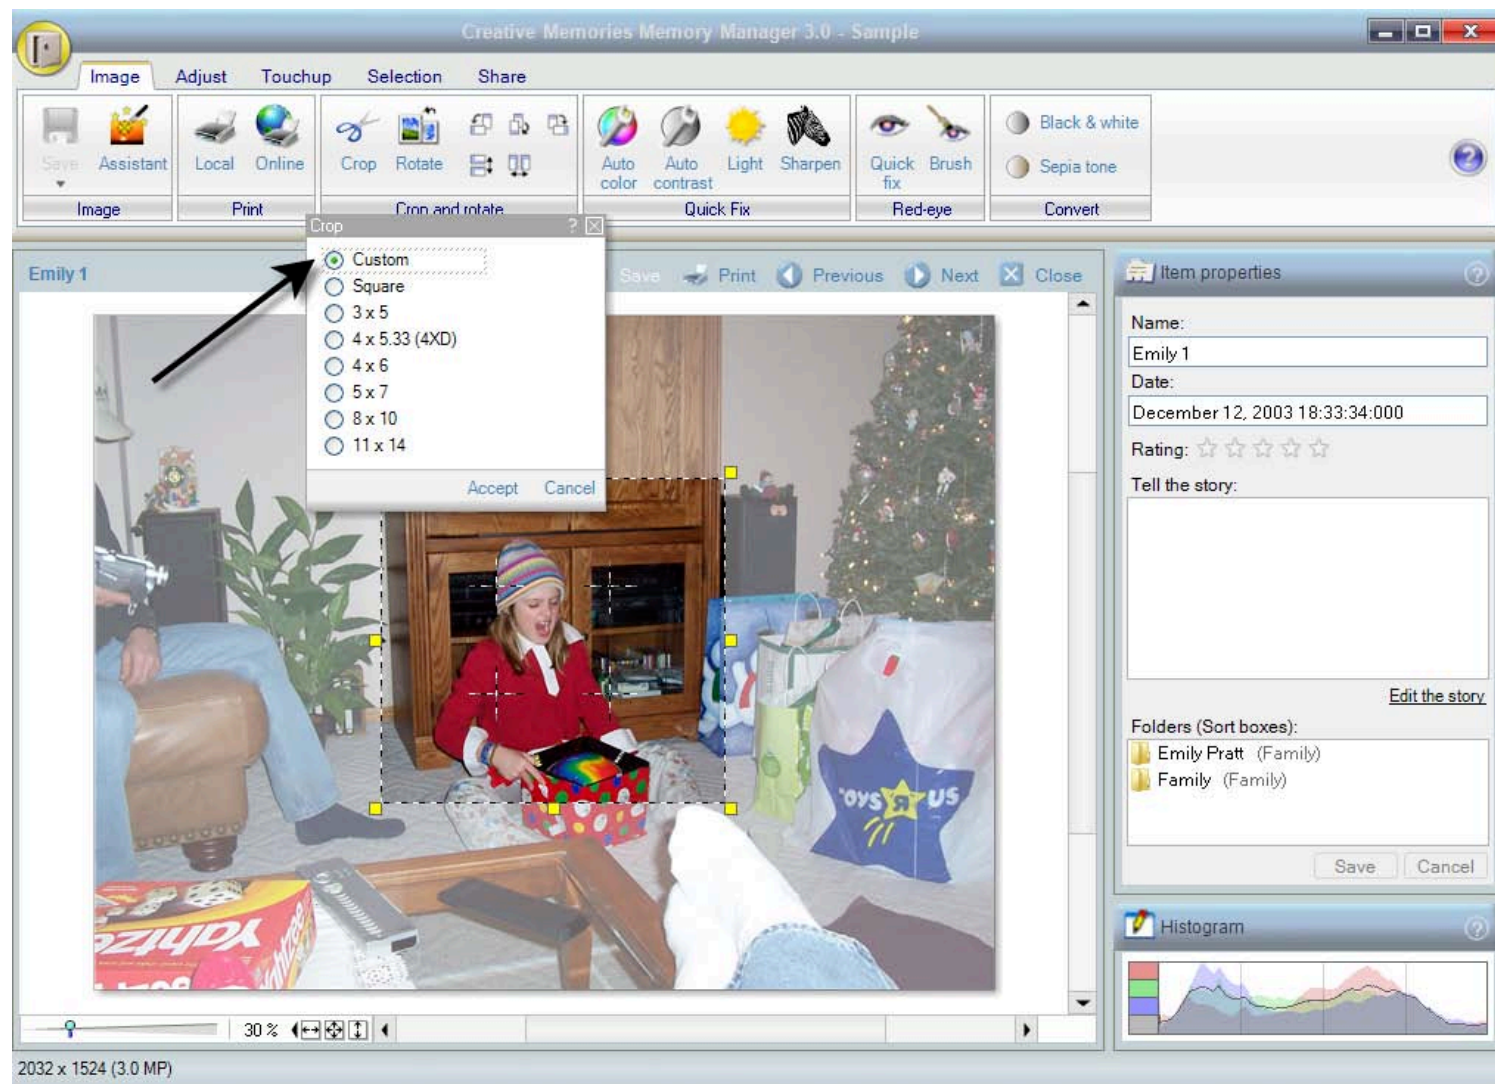 Creative Memories Memory Manager 3.0 - Sample
Image Adjust Touchup Selection Share
Save Assistant Local Online Crop Rotate Auto color Auto contrast Light Sharpen Quick fix Brush Black & white
Sepia tone
Image Print Crop and rotate Quick Fix Red-eye Convert
Crop ?
Custom
Square
3 x 5
4 x 5.33 (4XD)
4 x 6
5 x 7
8 x 10
11 x 14
Accept Cancel
Emily 1 Save Print Previous Next Close
TOYS R US
Yahtzee
Yahtzee
Item properties ?
Name:
Emily 1
Date:
December 12, 2003 18:33:34:000
Rating:
Tell the story:
Edit the story
Folders (Sort boxes):
Emily Pratt (Family)
Family (Family)
Save Cancel
Histogram ?
30 %
2032 x 1524 (3.0 MP)